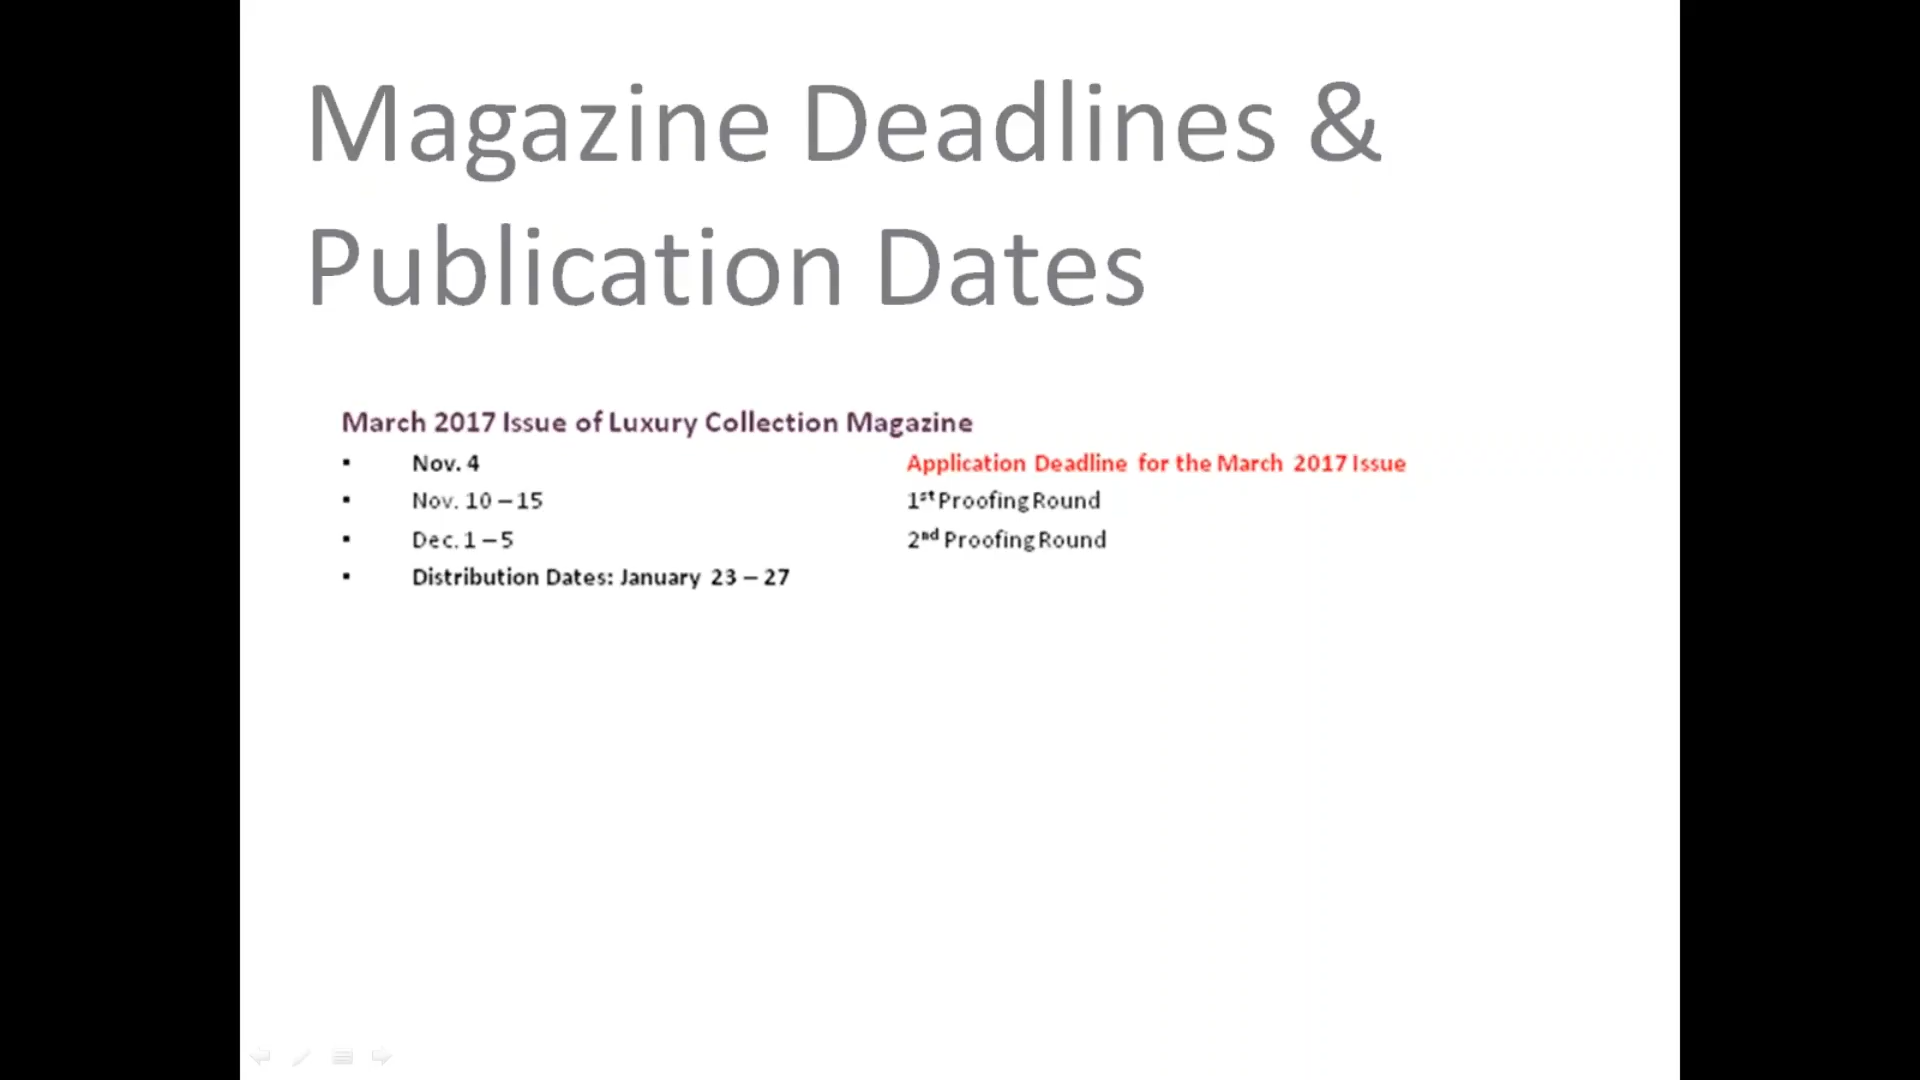 Magazine Deadlines &
Publication Dates
March 2017 Issue of Luxury Collection Magazine
▪ Nov. 4 Application Deadline for the March 2017 Issue
▪ Nov. 10 – 15 1st Proofing Round
▪ Dec. 1 – 5 2nd Proofing Round
▪ Distribution Dates: January 23 – 27